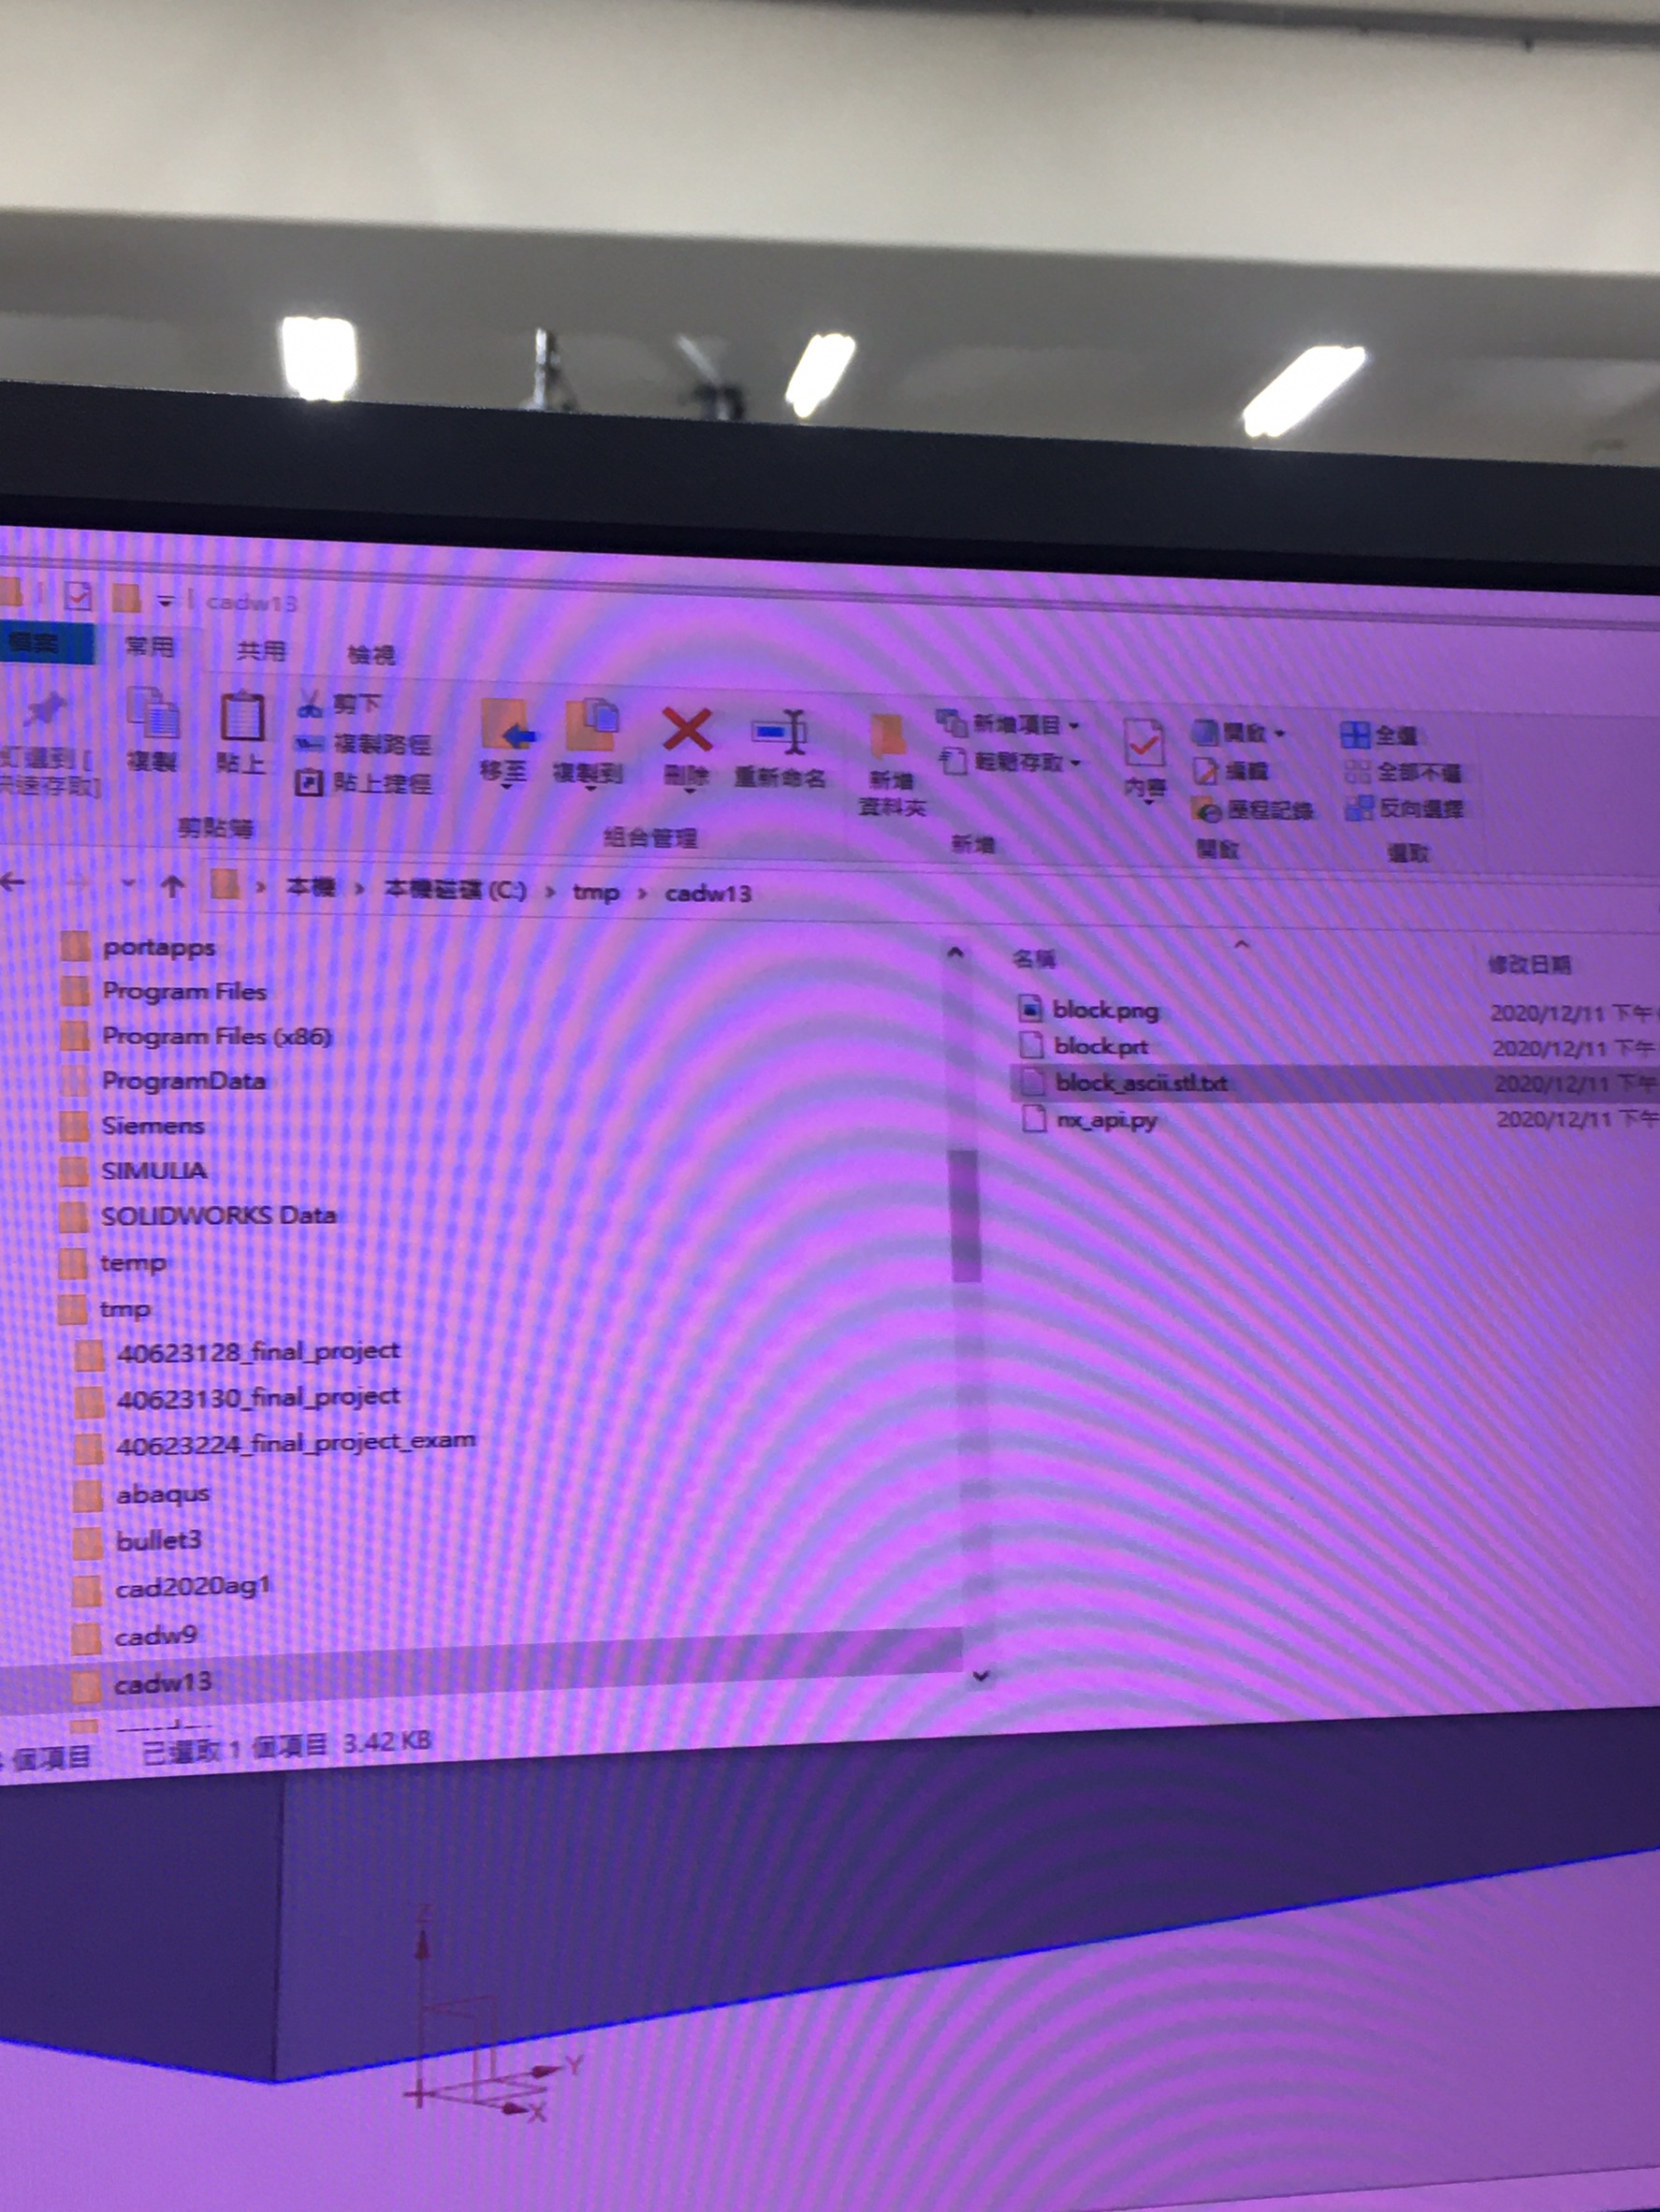 cadw13
檔案 常用 共用 檢視
剪下 新增項目 開啟 全選
複製路徑 輕鬆存取 編輯 全部不選
貼上捷徑 歷程記錄 反向選擇
複製 貼上 移至 複製到 刪除 重新命名 新增 內容
快速存取] 資料夾
剪貼簿 組合管理 新增 開啟 選取
本機 › 本機磁碟 (C:) › tmp › cadw13
名稱 修改日期
portapps
Program Files
Program Files (x86)
ProgramData
Siemens
SIMULIA
SOLIDWORKS Data
temp
tmp
40623128_final_project
40623130_final_project
40623224_final_project_exam
abaqus
bullet3
cad2020ag1
cadw9
cadw13
block.png 2020/12/11 下午
block.prt 2020/12/11 下午
block_ascii.stl.txt 2020/12/11 下午
nx_api.py 2020/12/11 下午
個項目 已選取 1 個項目 3.42 KB
Z
Y
X